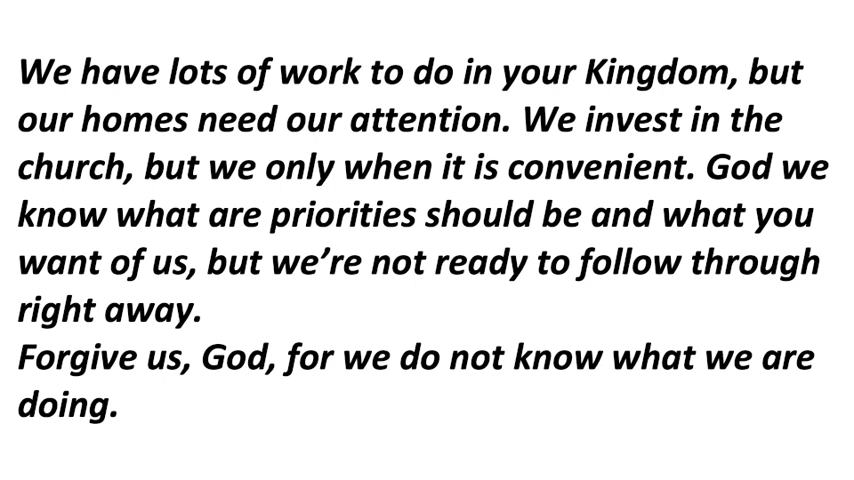 We have lots of work to do in your Kingdom, but
our homes need our attention. We invest in the
church, but we only when it is convenient. God we
know what are priorities should be and what you
want of us, but we’re not ready to follow through
right away.
Forgive us, God, for we do not know what we are
doing.